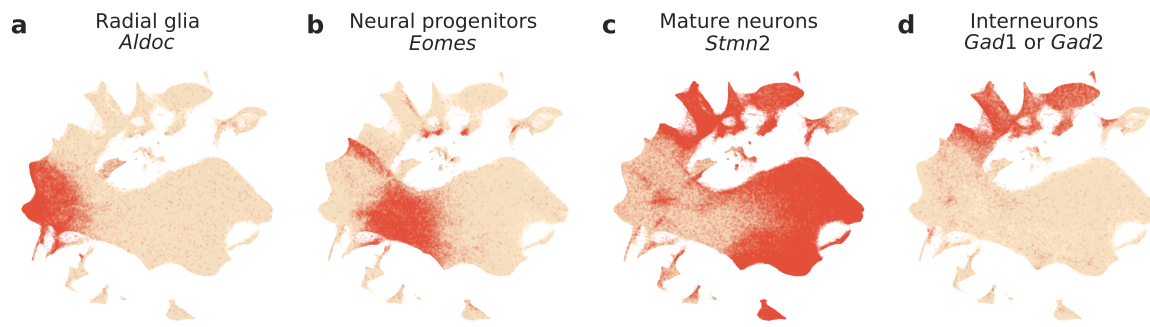 a
Radial glia
Aldoc
b
Neural progenitors
Eomes
c
Mature neurons
Stmn2
d
Interneurons
Gad1 or Gad2